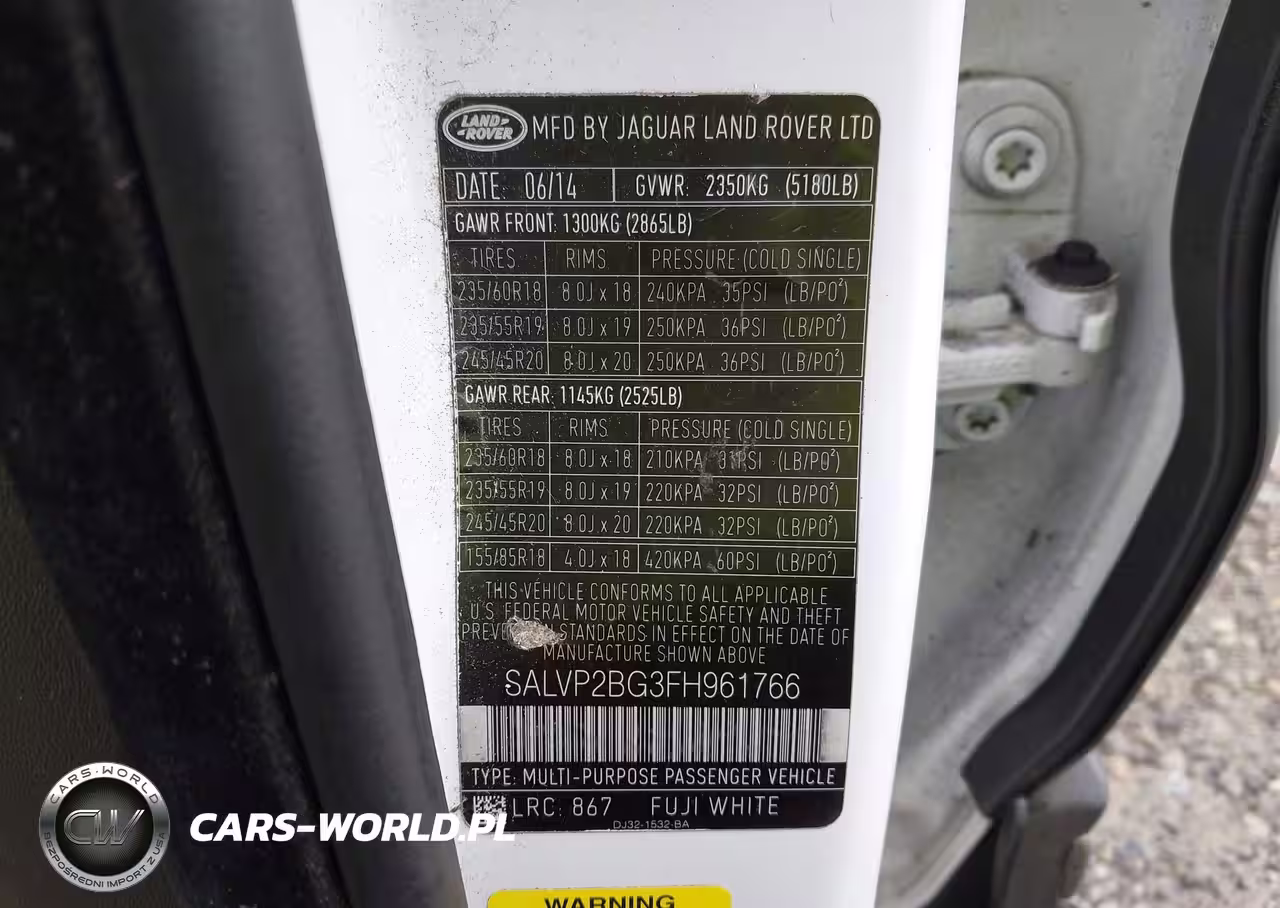 LAND ROVER MFD BY JAGUAR LAND ROVER LTD
DATE: 06/14 GVWR: 2350KG (5180LB)
GAWR FRONT: 1300KG (2865LB)
TIRES RIMS PRESSURE (COLD SINGLE)
235/60R18 8.0J x 18 240KPA 35PSI (LB/PO²)
235/55R19 8.0J x 19 250KPA 36PSI (LB/PO²)
245/45R20 8.0J x 20 250KPA 36PSI (LB/PO²)
GAWR REAR: 1145KG (2525LB)
TIRES RIMS PRESSURE (COLD SINGLE)
235/60R18 8.0J x 18 210KPA 31PSI (LB/PO²)
235/55R19 8.0J x 19 220KPA 32PSI (LB/PO²)
245/45R20 8.0J x 20 220KPA 32PSI (LB/PO²)
155/85R18 4.0J x 18 420KPA 60PSI (LB/PO²)
THIS VEHICLE CONFORMS TO ALL APPLICABLE
U.S. FEDERAL MOTOR VEHICLE SAFETY AND THEFT
STANDARDS IN EFFECT ON THE DATE OF
MANUFACTURE SHOWN ABOVE
SALVP2BG3FH961766
TYPE: MULTI-PURPOSE PASSENGER VEHICLE
LRC: 867 FUJI WHITE
DJ32-1532-BA
WARNING
CARS-WORLD
CW
BEZPOŚREDNI IMPORT Z USA
CARS-WORLD.PL